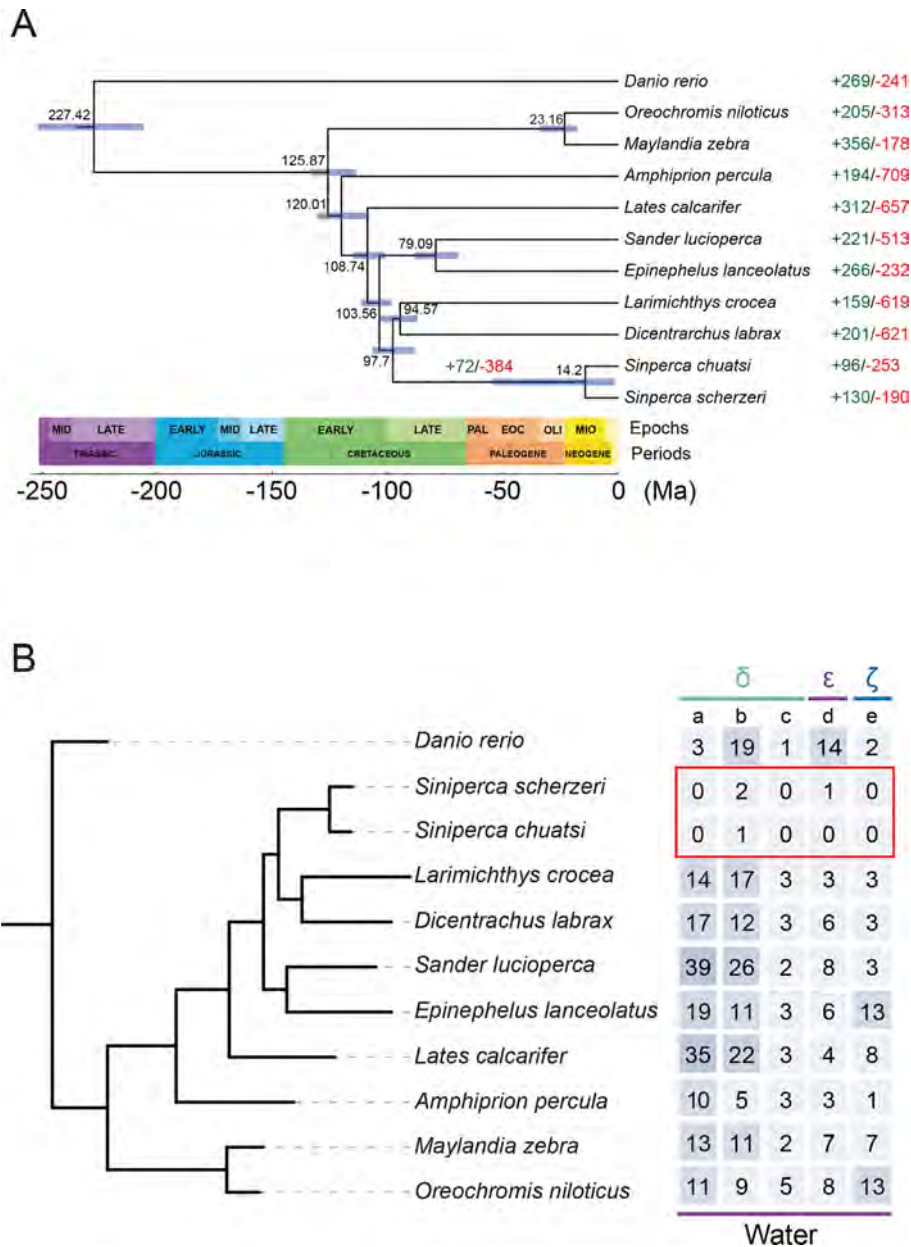 A
Danio rerio +269/-241
227.42
Oreochromis niloticus +205/-313
23.16
Maylandia zebra +356/-178
125.87
Amphiprion percula +194/-709
120.01
Lates calcarifer +312/-657
Sander lucioperca +221/-513
79.09
108.74
Epinephelus lanceolatus +266/-232
Larimichthys crocea +159/-619
103.56 94.57
Dicentrarchus labrax +201/-621
97.7 +72/-384 14.2 Sinperca chuatsi +96/-253
Sinperca scherzeri +130/-190
MID LATE EARLY MID LATE EARLY LATE PAL EOC OLI MIO Epochs
TRIASSIC JURASSIC CRETACEOUS PALEOGENE NEOGENE Periods
-250 -200 -150 -100 -50 0 (Ma)
B
δ ε ζ
a b c d e
Danio rerio 3 19 1 14 2
Siniperca scherzeri 0 2 0 1 0
Siniperca chuatsi 0 1 0 0 0
Larimichthys crocea 14 17 3 3 3
Dicentrachus labrax 17 12 3 6 3
Sander lucioperca 39 26 2 8 3
Epinephelus lanceolatus 19 11 3 6 13
Lates calcarifer 35 22 3 4 8
Amphiprion percula 10 5 3 3 1
Maylandia zebra 13 11 2 7 7
Oreochromis niloticus 11 9 5 8 13
Water